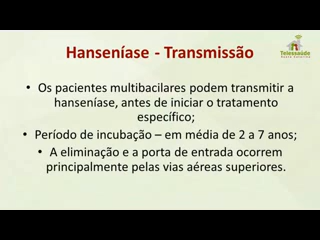 Telessaúde
Hanseníase - Transmissão
• Os pacientes multibacilares podem transmitir a
hanseníase, antes de iniciar o tratamento
específico;
• Período de incubação – em média de 2 a 7 anos;
• A eliminação e a porta de entrada ocorrem
principalmente pelas vias aéreas superiores.